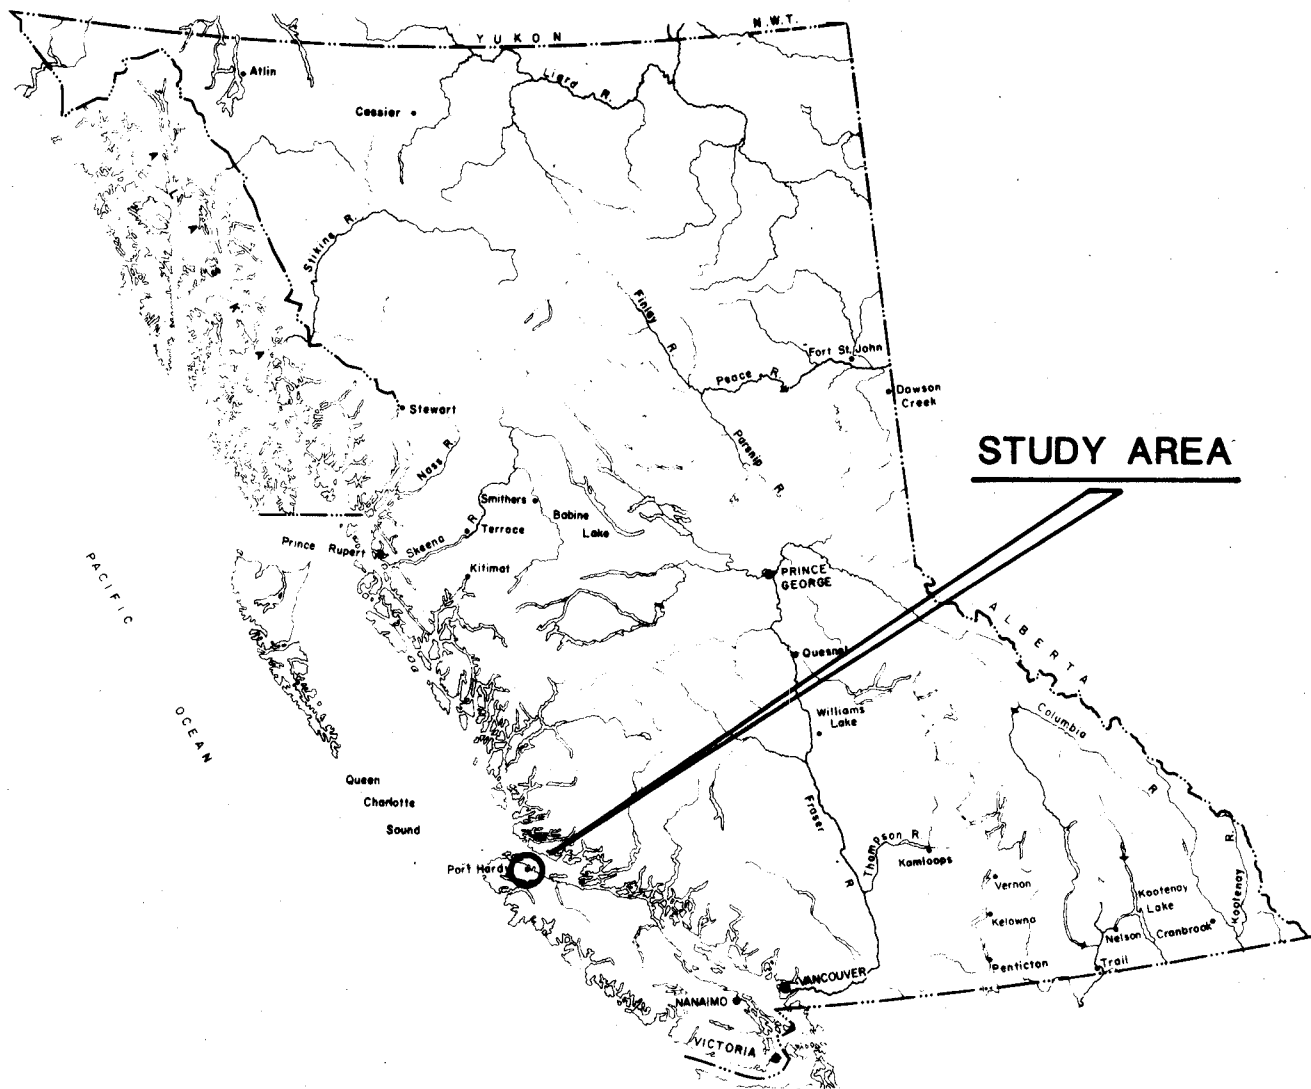 N.W.T.
YUKON
Atlin
Liard R.
Cassier
ALASKA
Stikine R.
Finlay R.
Fort St. John
Peace R.
Dawson
Creek
Stewart
Parsnip R.
Nass R.
STUDY AREA
Smithers
Babine
Lake
Skeena R.
Terrace
Prince Rupert
Kitimat
PRINCE
GEORGE
PACIFIC
OCEAN
ALBERTA
Quesnel
Williams
Lake
Columbia R.
Queen
Charlotte
Sound
Fraser R.
Thompson R.
Kamloops
Port Hardy
Vernon
Kootenay
Lake
Kootenay R.
Kelowna
Nelson
Cranbrook
Penticton
Trail
VANCOUVER
NANAIMO
VICTORIA